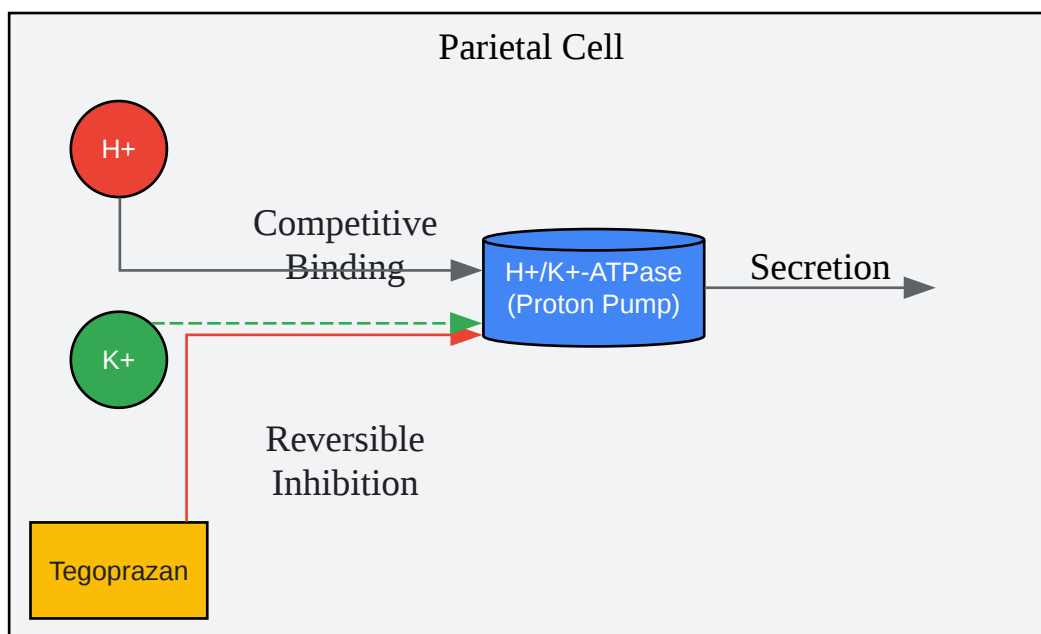 Parietal Cell
H+
Competitive
Binding
H+/K+-ATPase
(Proton Pump)
Secretion
K+
Reversible
Inhibition
Tegoprazan